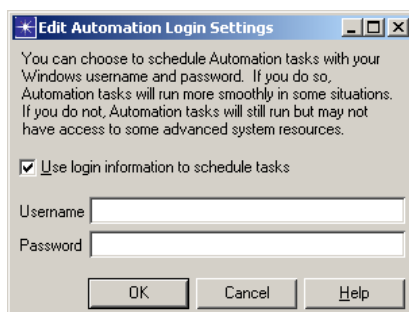 Edit Automation Login Settings
You can choose to schedule Automation tasks with your
Windows username and password. If you do so,
Automation tasks will run more smoothly in some situations.
If you do not, Automation tasks will still run but may not
have access to some advanced system resources.
Use login information to schedule tasks
Username
Password
OK Cancel Help